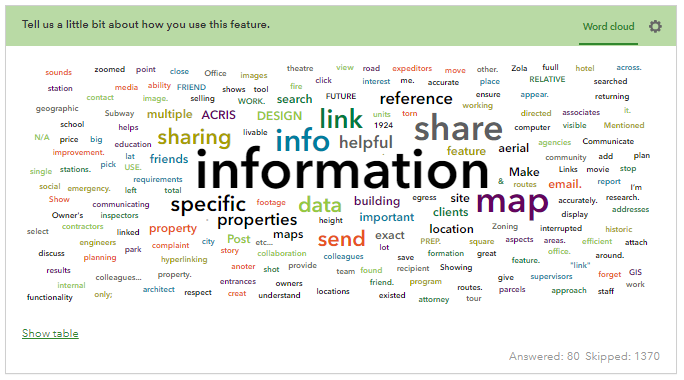 Tell us a little bit about how you use this feature.
Word cloud
sounds zoomed point close Office images theatre view road expeditors move other. Zola fuull hotel across.
station media ability FRIEND shows tool fire click interest me. accurate place RELATIVE searched
geographic contact image. selling WORK. search FUTURE reference working ensure appear. returning
Subway multiple ACRIS DESIGN link units torn directed associates it.
school helps livable 1924 share computer visible Mentioned
N/A price big education sharing info helpful aerial agencies Communicate
improvement. pick lat friends feature community add plan
single stations. USE. information Make Links movie stop
social emergency. requirements & routes email. report I'm
Show left total specific data footage building egress site map accurately. research.
Owner's communicating properties height important clients display addresses
select contractors inspectors linked property Post etc... maps send exact location Zoning interrupted historic
engineers complaint city story collaboration colleagues lot PREP. square aspects areas. efficient attach
discuss planning park hyperlinking save formation great office. around.
results colleagues... property. anoter shot provide team found recipient Showing feature. "link" GIS
internal entrances owners friend. program routes. give supervisors forget work
functionality only; architect respect creat understand locations existed attorney tour parcels approach staff
Show table
Answered: 80 Skipped: 1370